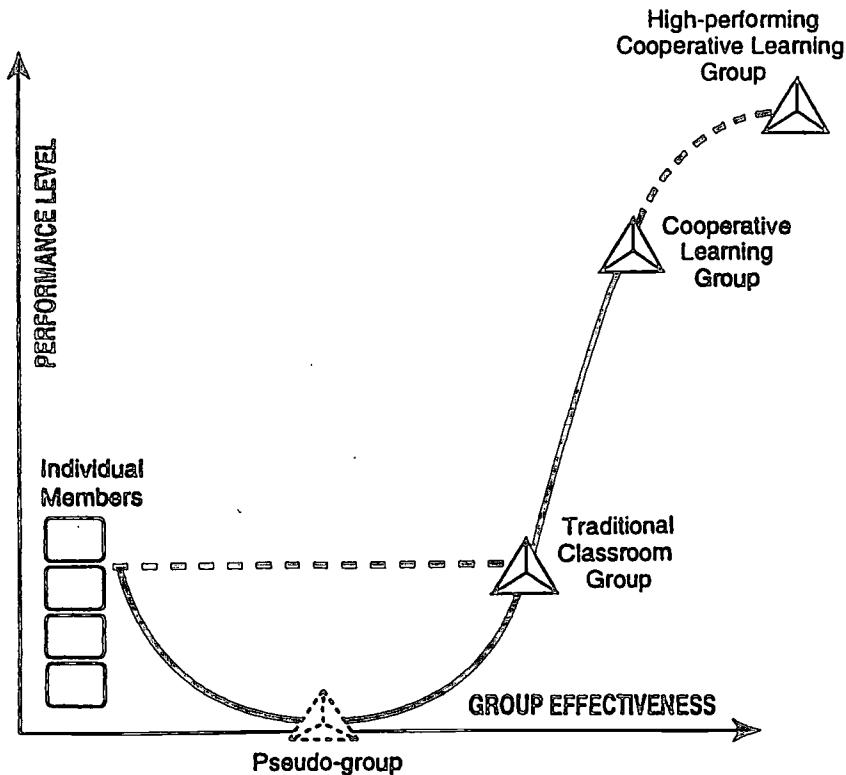 High-performing
Cooperative Learning
Group
PERFORMANCE LEVEL
Cooperative
Learning
Group
Individual
Members
Traditional
Classroom
Group
GROUP EFFECTIVENESS
Pseudo-group